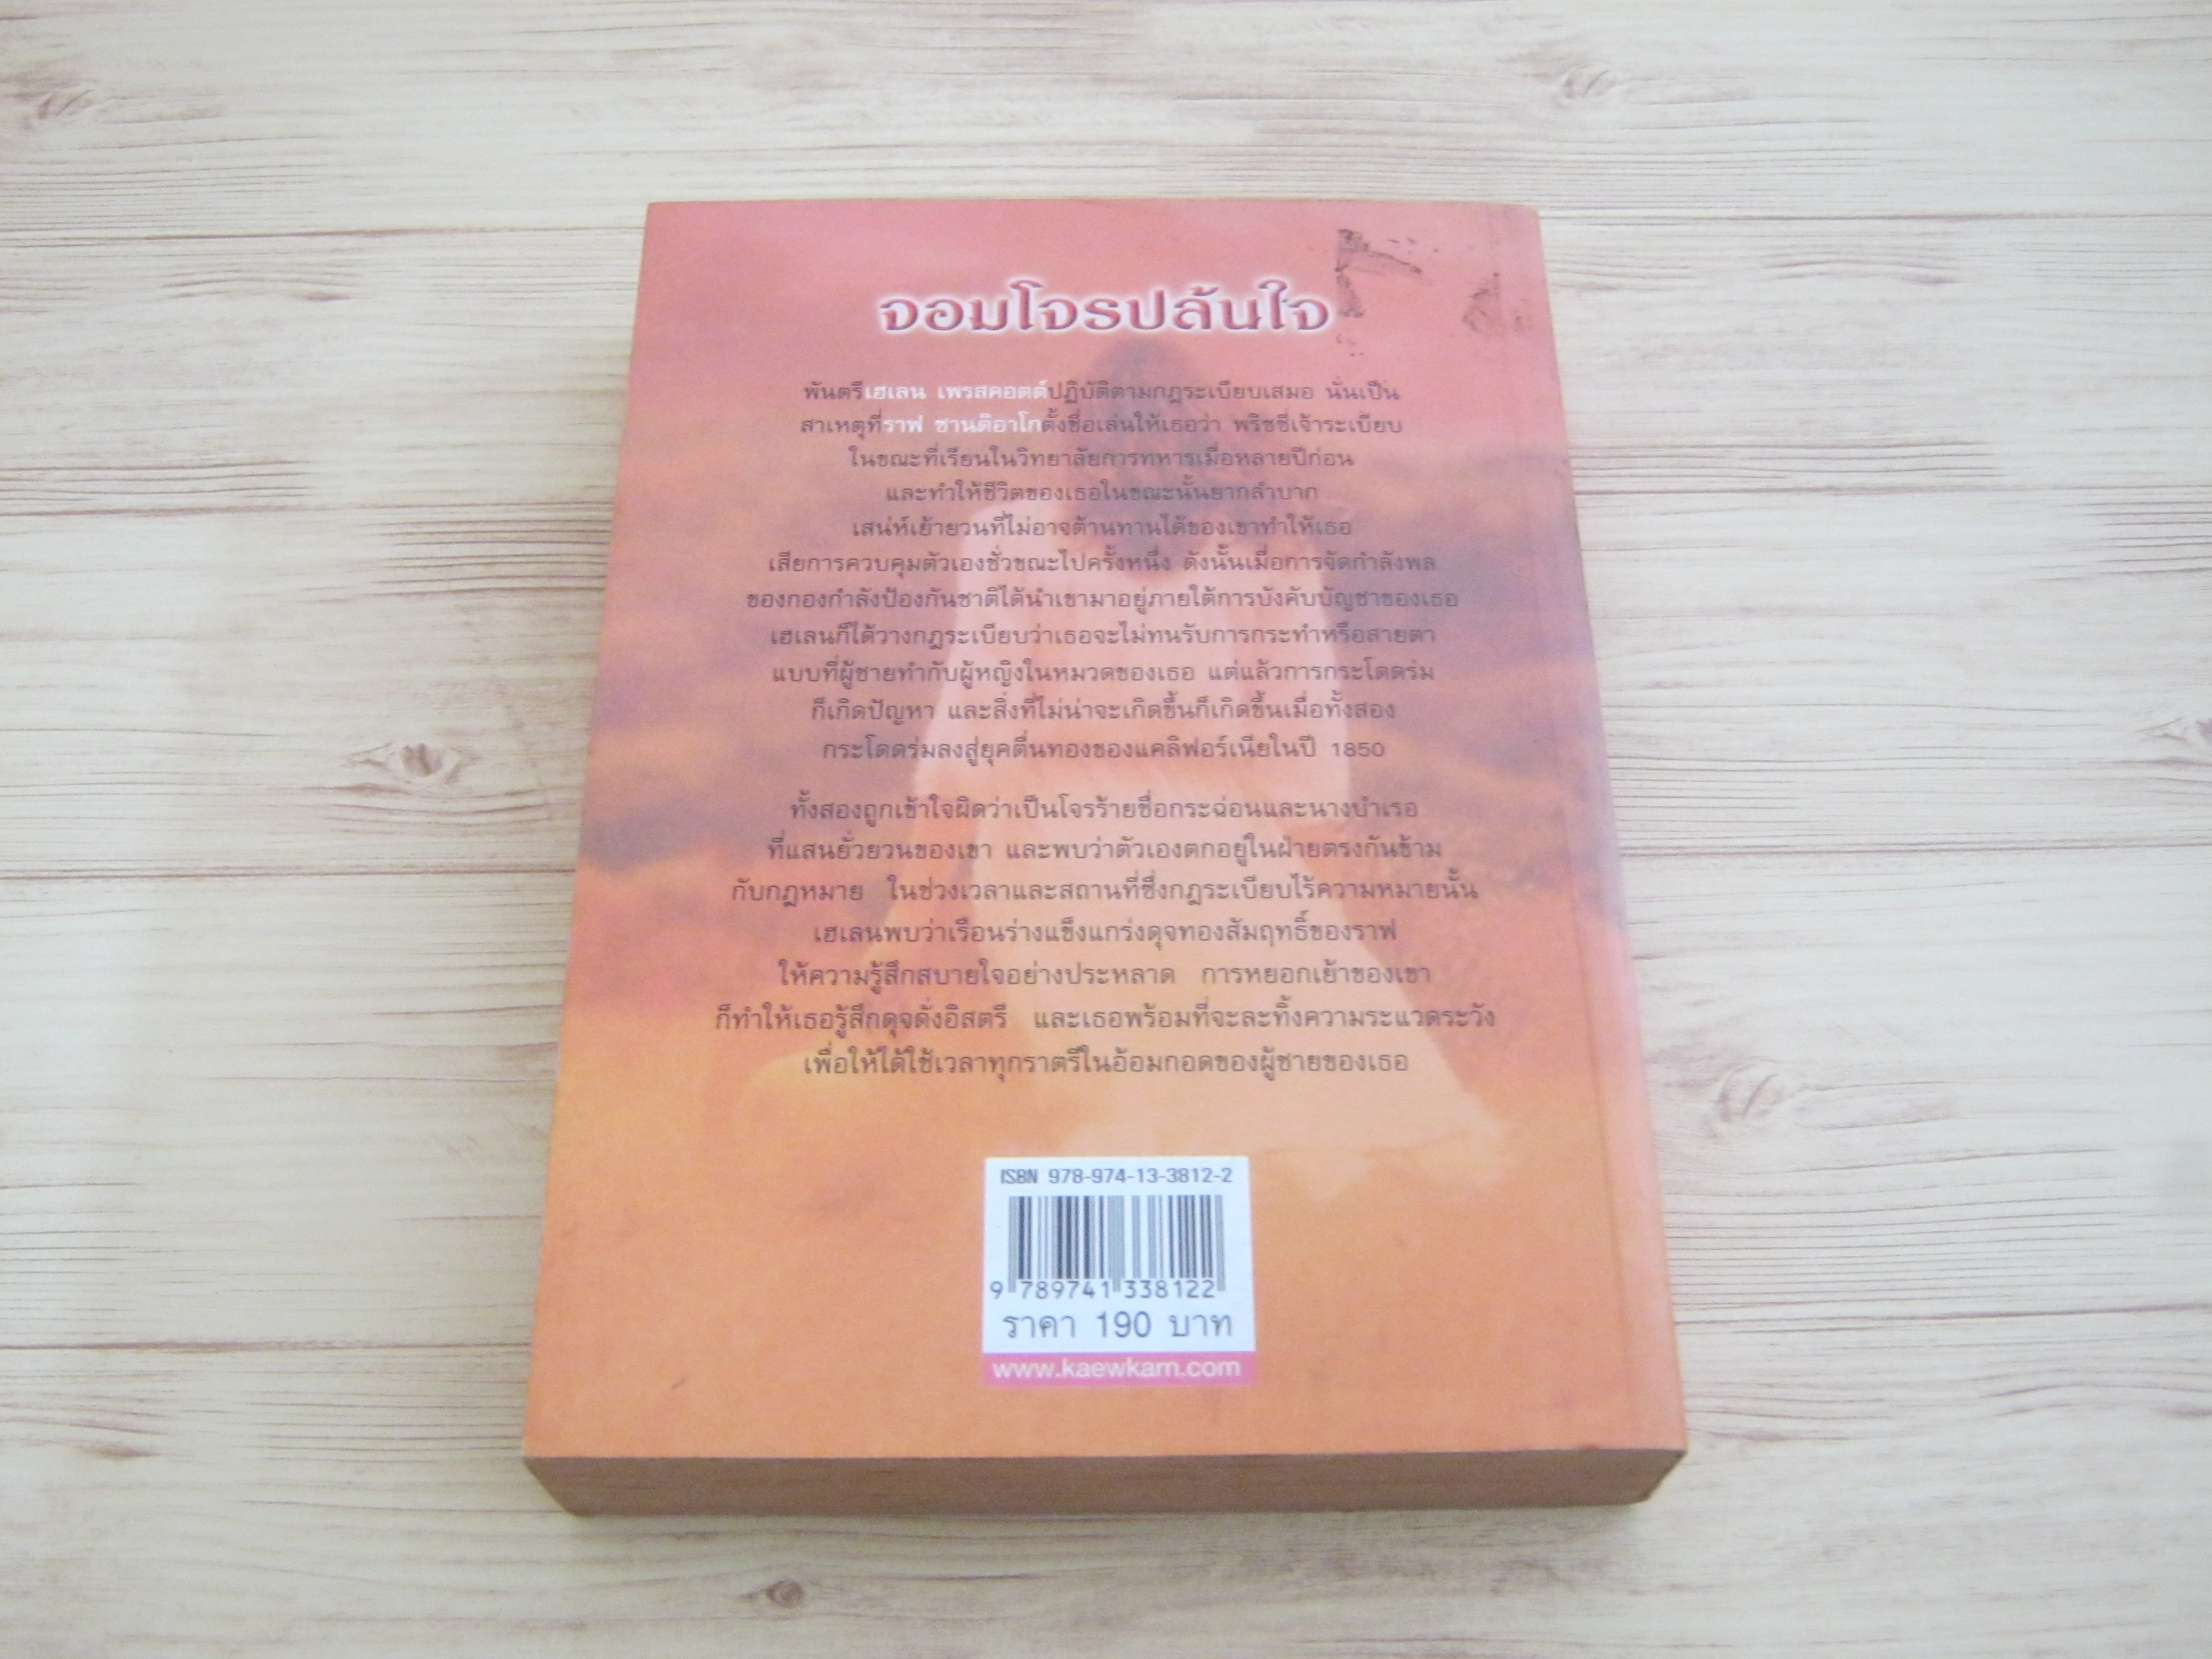 จอมโจรปล้นใจ
พันตรีเฮเลน เพรสคอตต์ปฏิบัติตามกฎระเบียบเสมอ นั่นเป็น
สาเหตุที่ราฟ ซานติอาโกตั้งชื่อเล่นให้เธอว่า พริซซี่เจ้าระเบียบ
ในขณะที่เรียนในวิทยาลัยการทหารเมื่อหลายปีก่อน
และทำให้ชีวิตของเธอในขณะนั้นยากลำบาก
เสน่ห์เย้ายวนที่ไม่อาจต้านทานได้ของเขาทำให้เธอ
เสียการควบคุมตัวเองชั่วขณะไปครั้งหนึ่ง ดังนั้นเมื่อการจัดกำลังพล
ของกองกำลังป้องกันชาติได้นำเขามาอยู่ภายใต้การบังคับบัญชาของเธอ
เฮเลนก็ได้วางกฎระเบียบว่าเธอจะไม่ทนรับการกระทำหรือสายตา
แบบที่ผู้ชายทำกับผู้หญิงในหมวดของเธอ แต่แล้วการกระโดดร่ม
ก็เกิดปัญหา และสิ่งที่ไม่น่าจะเกิดขึ้นก็เกิดขึ้นเมื่อทั้งสอง
กระโดดร่มลงสู่ยุคตื่นทองของแคลิฟอร์เนียในปี 1850
ทั้งสองถูกเข้าใจผิดว่าเป็นโจรร้ายชื่อกระฉ่อนและนางบำเรอ
ที่แสนยั่วยวนของเขา และพบว่าตัวเองตกอยู่ในฝ่ายตรงกันข้าม
กับกฎหมาย ในช่วงเวลาและสถานที่ซึ่งกฎระเบียบไร้ความหมายนั้น
เฮเลนพบว่าเรือนร่างแข็งแกร่งดุจทองสัมฤทธิ์ของราฟ
ให้ความรู้สึกสบายใจอย่างประหลาด การหยอกเย้าของเขา
ก็ทำให้เธอรู้สึกดุจดั่งอิสตรี และเธอพร้อมที่จะละทิ้งความระแวดระวัง
เพื่อให้ได้ใช้เวลาทุกราตรีในอ้อมกอดของผู้ชายของเธอ
ISBN 978-974-13-3812-2
9 789741 338122
ราคา 190 บาท
www.kaewkarn.com